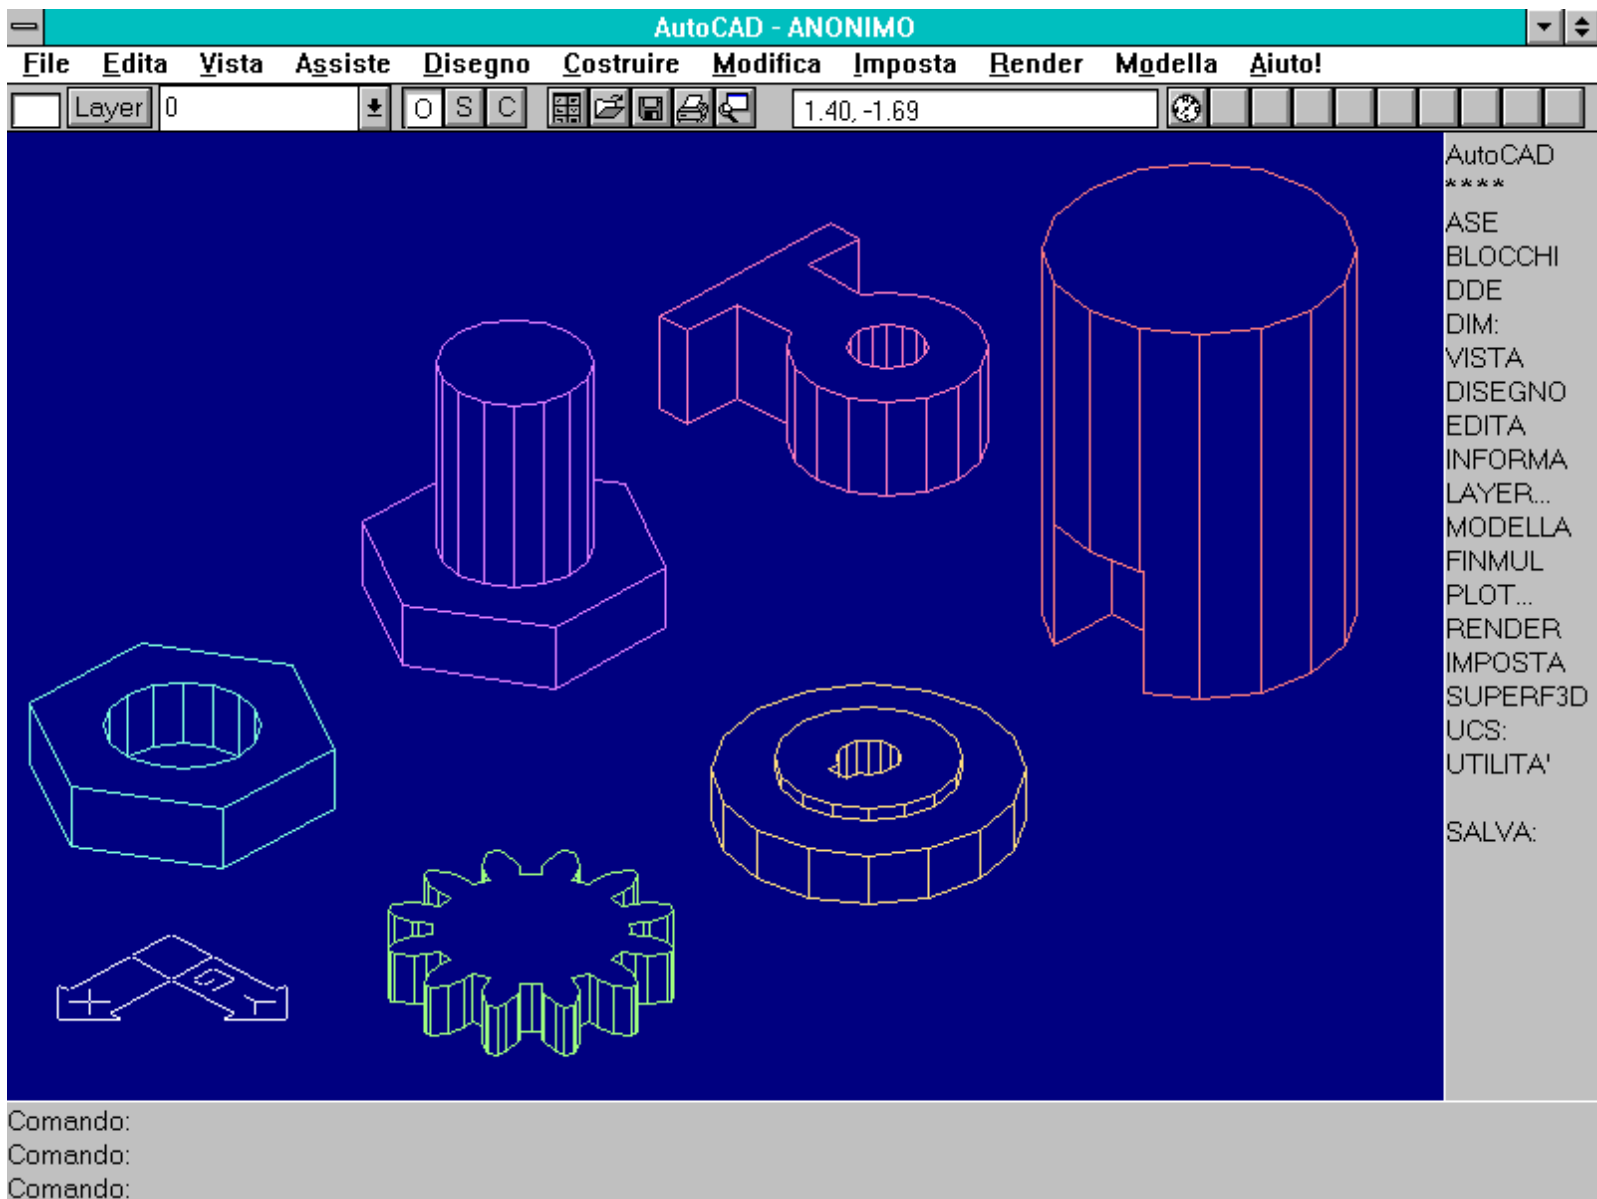 AutoCAD - ANONIMO
File Edita Vista Assiste Disegno Costruire Modifica Imposta Render Modella Aiuto!
Layer 0 O S C 1.40,-1.69
AutoCAD
****
ASE
BLOCCHI
DDE
DIM:
VISTA
DISEGNO
EDITA
INFORMA
LAYER...
MODELLA
FINMUL
PLOT...
RENDER
IMPOSTA
SUPERF3D
UCS:
UTILITA'
SALVA:
X G Y
Comando:
Comando:
Comando: